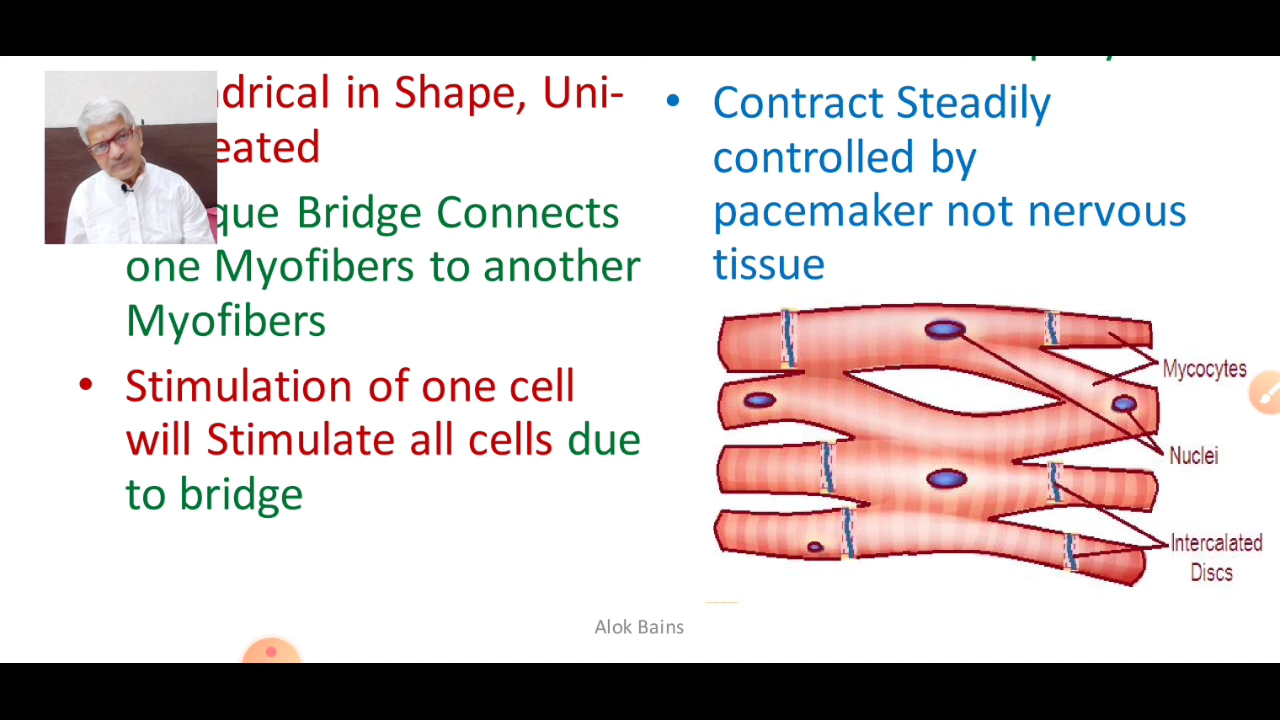 drical in Shape, Uni-
eated
que Bridge Connects
one Myofibers to another
Myofibers
• Stimulation of one cell
will Stimulate all cells due
to bridge
• Contract Steadily
controlled by
pacemaker not nervous
tissue
Mycocytes
Nuclei
Intercalated
Discs
Alok Bains